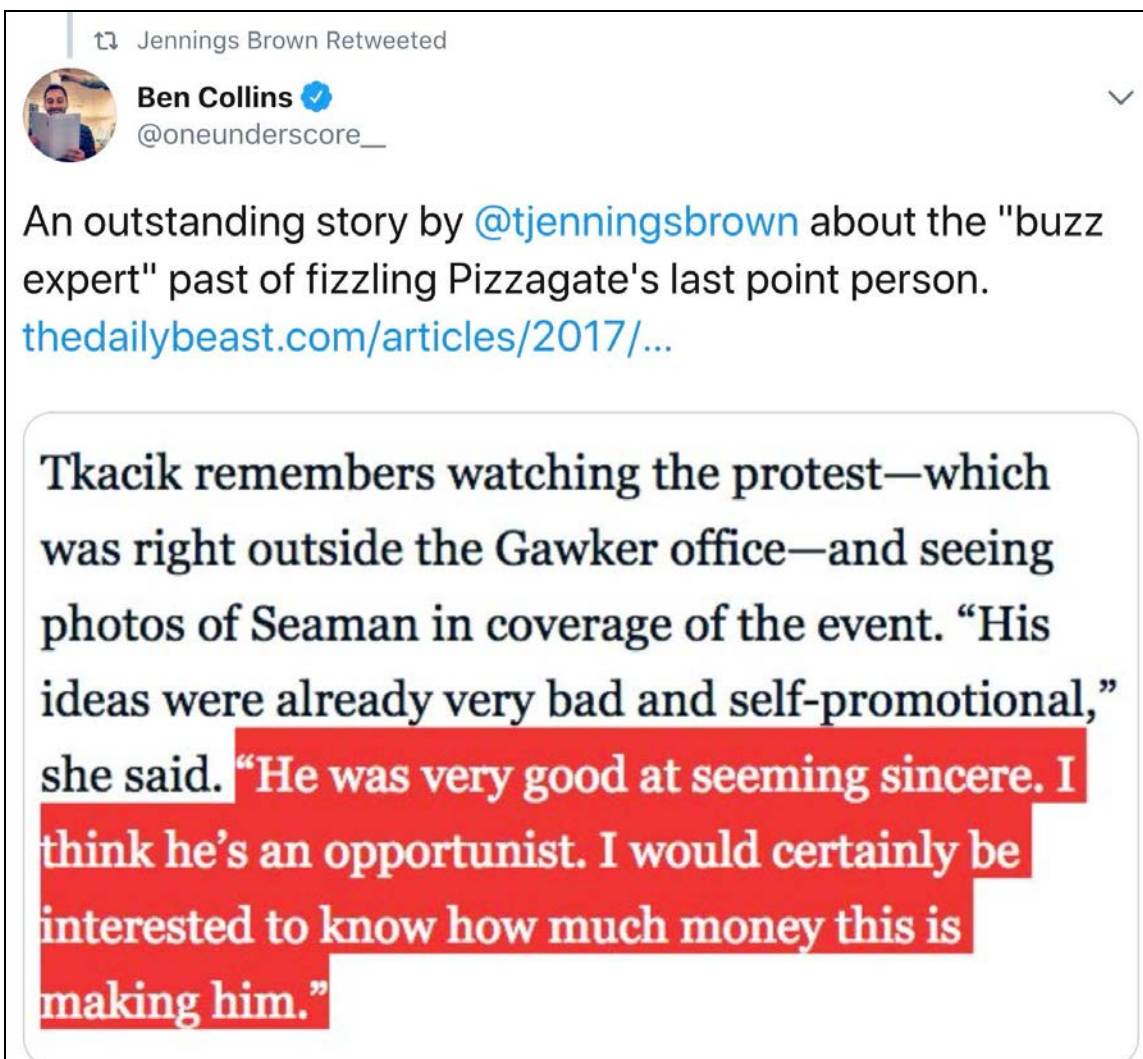 Jennings Brown Retweeted
Ben Collins
@oneunderscore__
An outstanding story by @tjenningsbrown about the "buzz
expert" past of fizzling Pizzagate's last point person.
thedailybeast.com/articles/2017/...
Tkacik remembers watching the protest—which
was right outside the Gawker office—and seeing
photos of Seaman in coverage of the event. “His
ideas were already very bad and self-promotional,”
she said. “He was very good at seeming sincere. I
think he’s an opportunist. I would certainly be
interested to know how much money this is
making him.”